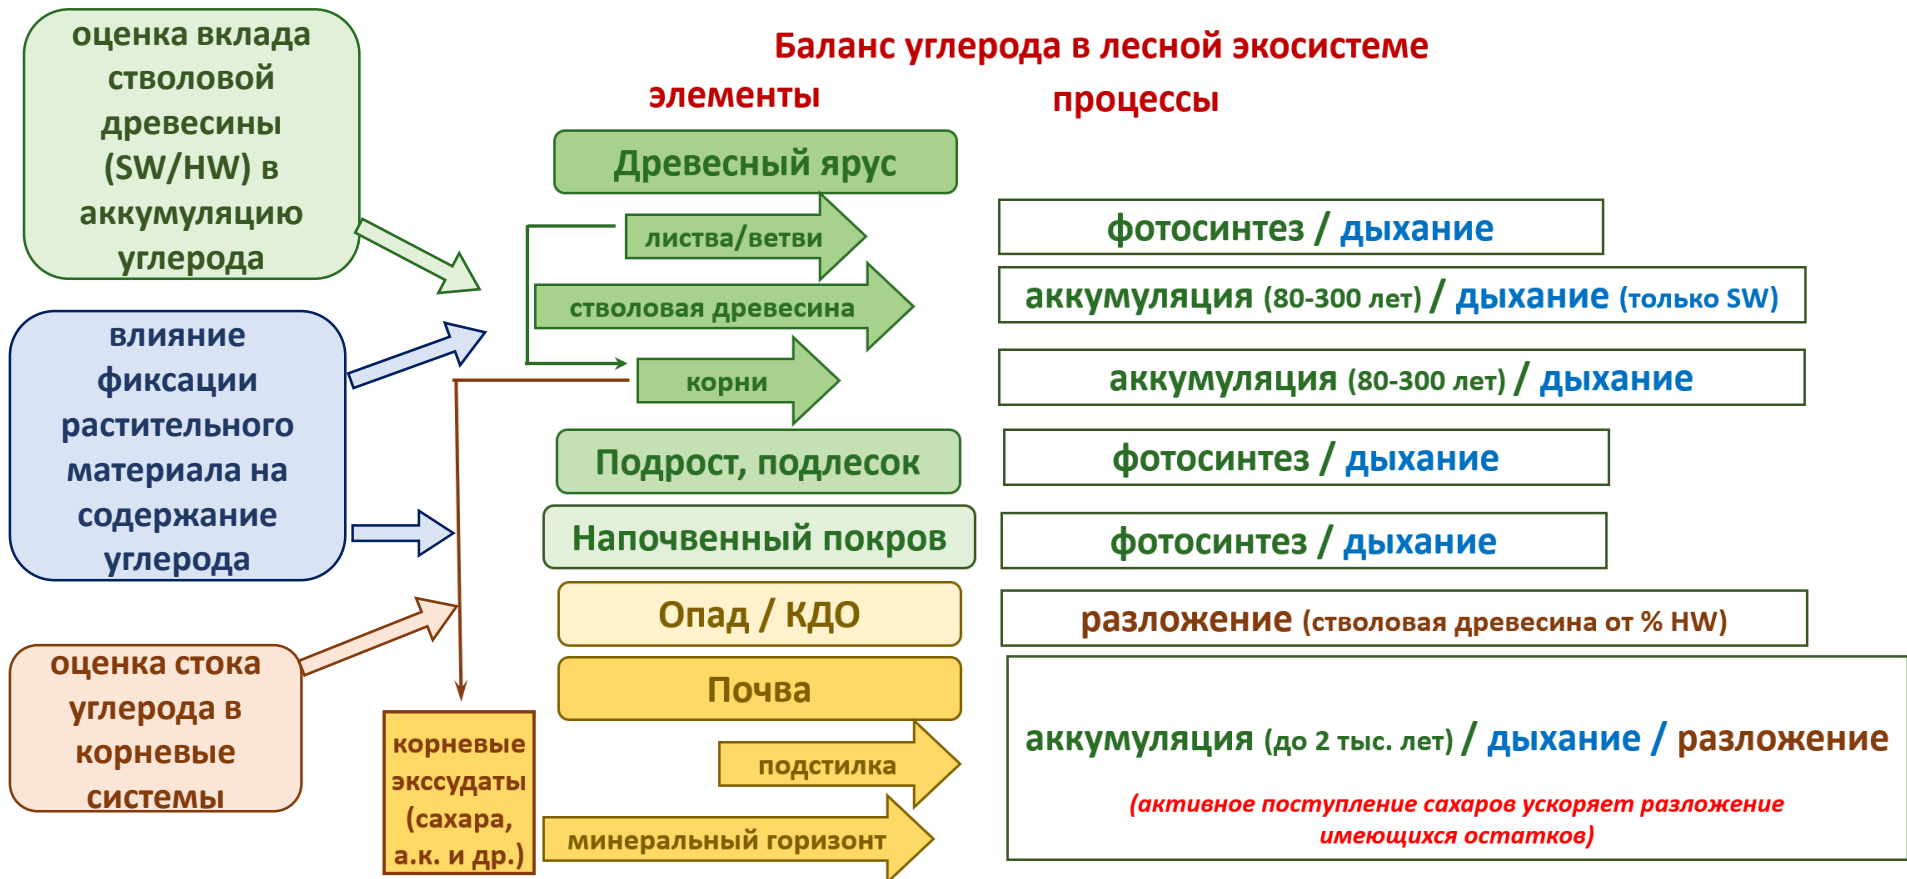 оценка вклада
стволовой
древесины
(SW/HW) в
аккумуляцию
углерода
влияние
фиксации
растительного
материала на
содержание
углерода
оценка стока
углерода в
корневые
системы
Баланс углерода в лесной экосистеме
элементы
процессы
Древесный ярус
листва/ветви
фотосинтез / дыхание
стволовая древесина
аккумуляция (80-300 лет) / дыхание (только SW)
корни
аккумуляция (80-300 лет) / дыхание
Подрост, подлесок
фотосинтез / дыхание
Напочвенный покров
фотосинтез / дыхание
Опад / КДО
разложение (стволовая древесина от % HW)
Почва
подстилка
минеральный горизонт
аккумуляция (до 2 тыс. лет) / дыхание / разложение
(активное поступление сахаров ускоряет разложение
имеющихся остатков)
корневые
экссудаты
(сахара,
а.к. и др.)